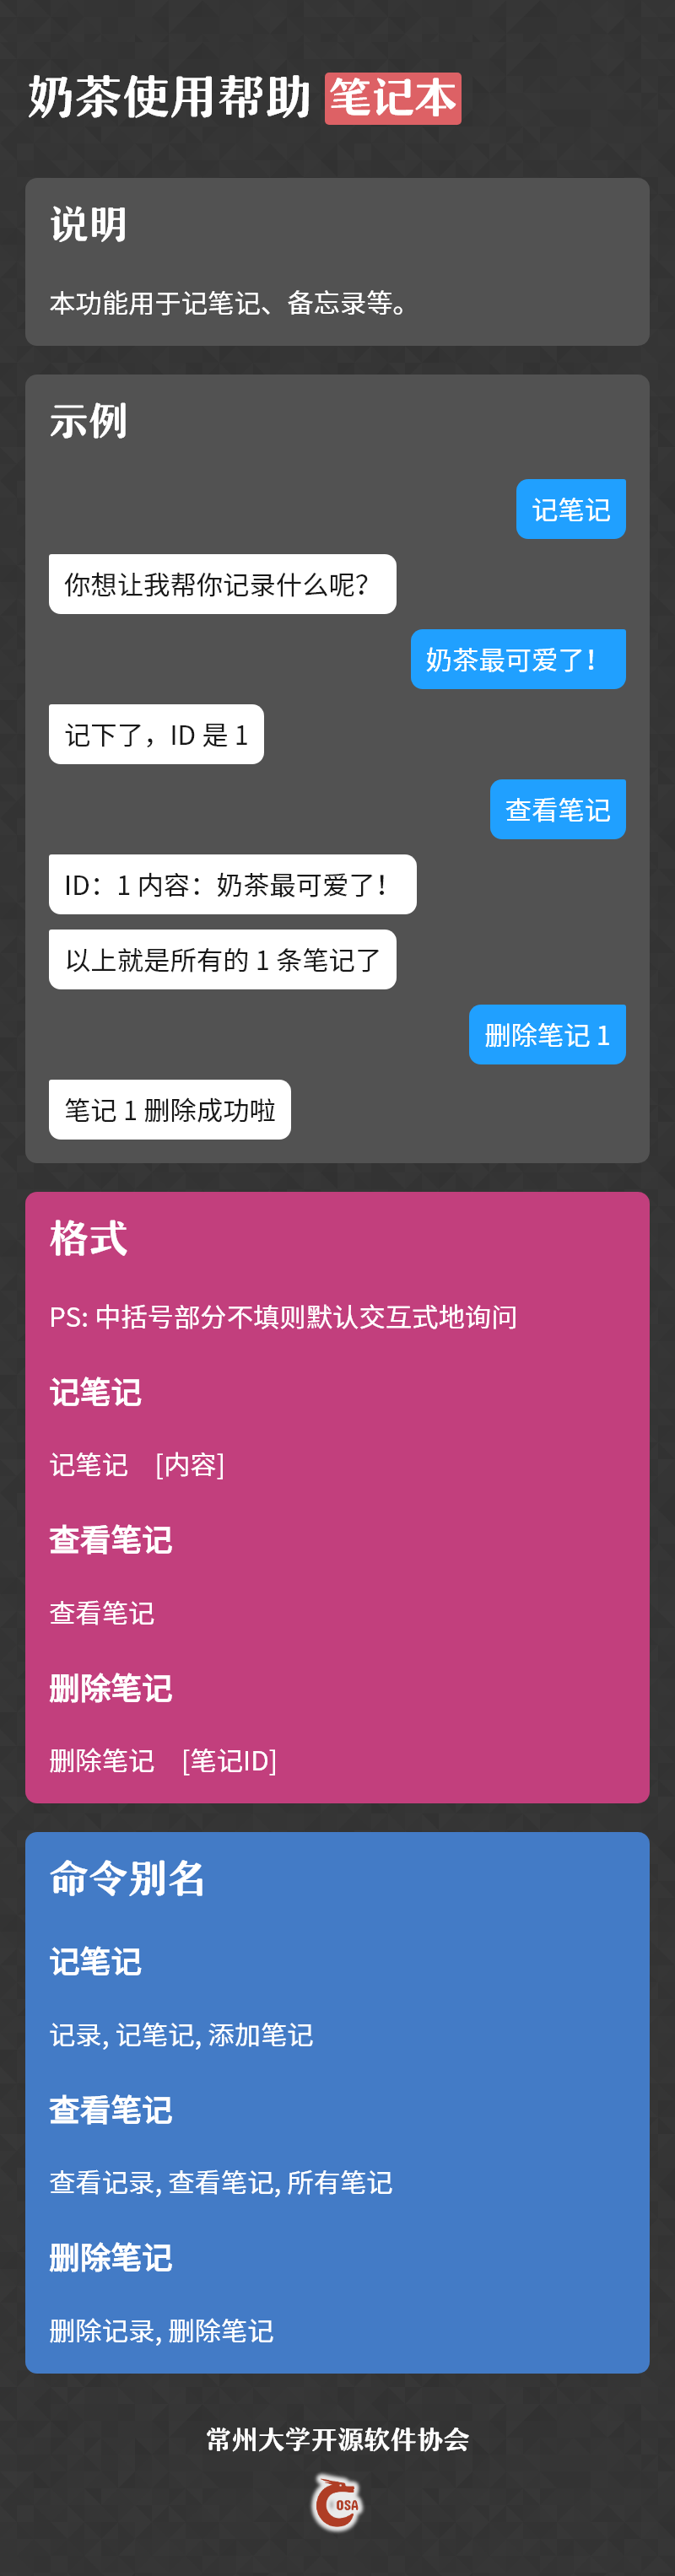 奶茶使用帮助 笔记本
说明
本功能用于记笔记、备忘录等。
示例
记笔记
你想让我帮你记录什么呢?
奶茶最可爱了!
记下了，ID 是 1
查看笔记
ID：1 内容：奶茶最可爱了!
以上就是所有的 1 条笔记了
删除笔记 1
笔记 1 删除成功啦
格式
PS: 中括号部分不填则默认交互式地询问
记笔记
记笔记　[内容]
查看笔记
查看笔记
删除笔记
删除笔记　[笔记ID]
命令别名
记笔记
记录, 记笔记, 添加笔记
查看笔记
查看记录, 查看笔记, 所有笔记
删除笔记
删除记录, 删除笔记
常州大学开源软件协会
OSA